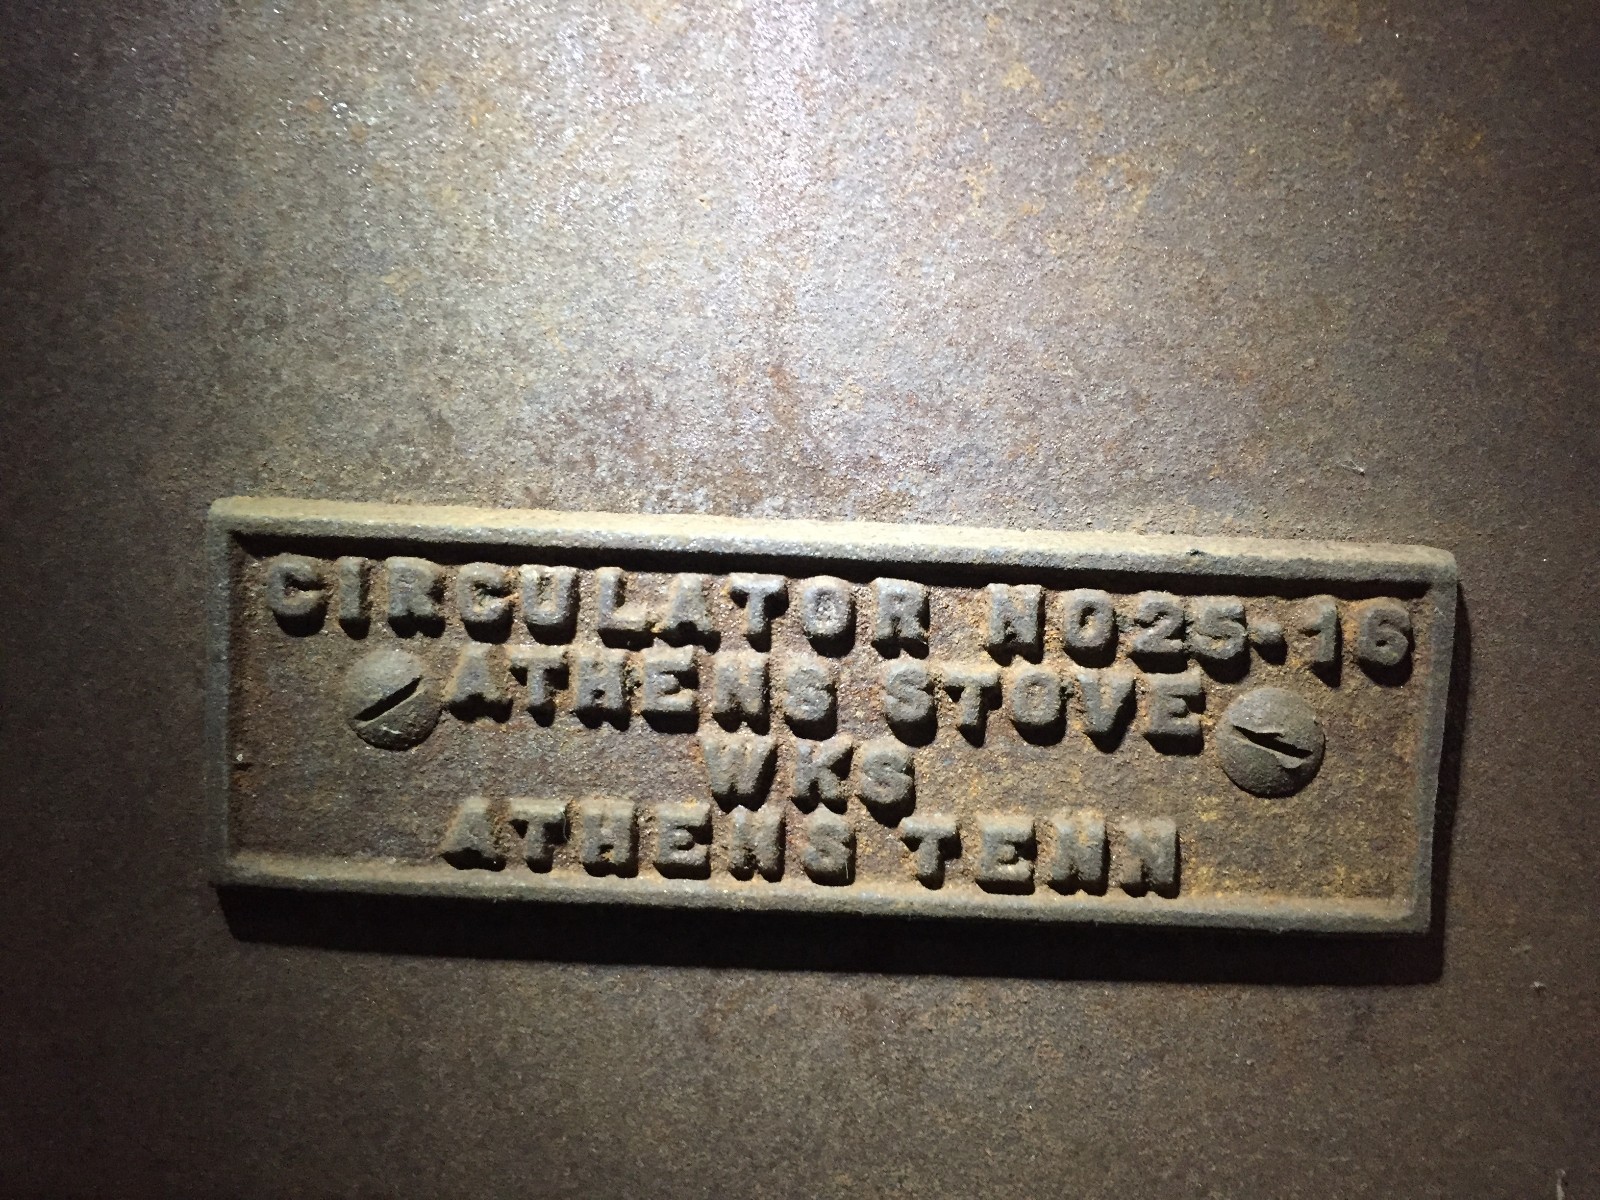 CIRCULATOR NO25-16
ATHENS STOVE
WKS
ATHENS TENN